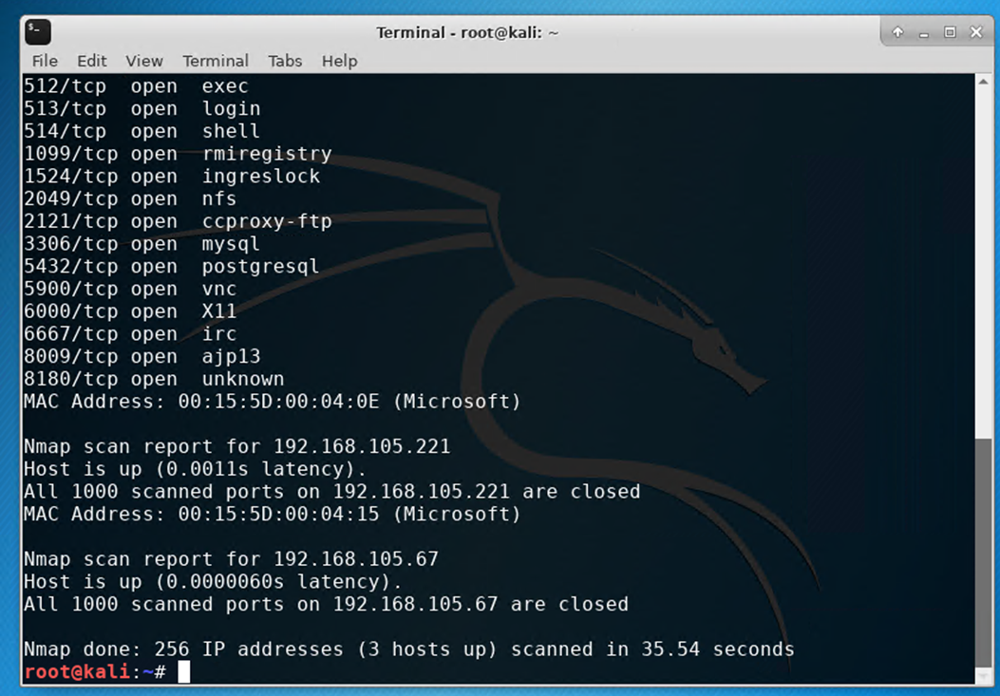 Terminal - root@kali: ~
File Edit View Terminal Tabs Help
512/tcp open exec
513/tcp open login
514/tcp open shell
1099/tcp open rmiregistry
1524/tcp open ingreslock
2049/tcp open nfs
2121/tcp open ccproxy-ftp
3306/tcp open mysql
5432/tcp open postgresql
5900/tcp open vnc
6000/tcp open X11
6667/tcp open irc
8009/tcp open ajp13
8180/tcp open unknown
MAC Address: 00:15:5D:00:04:0E (Microsoft)
Nmap scan report for 192.168.105.221
Host is up (0.0011s latency).
All 1000 scanned ports on 192.168.105.221 are closed
MAC Address: 00:15:5D:00:04:15 (Microsoft)
Nmap scan report for 192.168.105.67
Host is up (0.0000060s latency).
All 1000 scanned ports on 192.168.105.67 are closed
Nmap done: 256 IP addresses (3 hosts up) scanned in 35.54 seconds
root@kali:~#